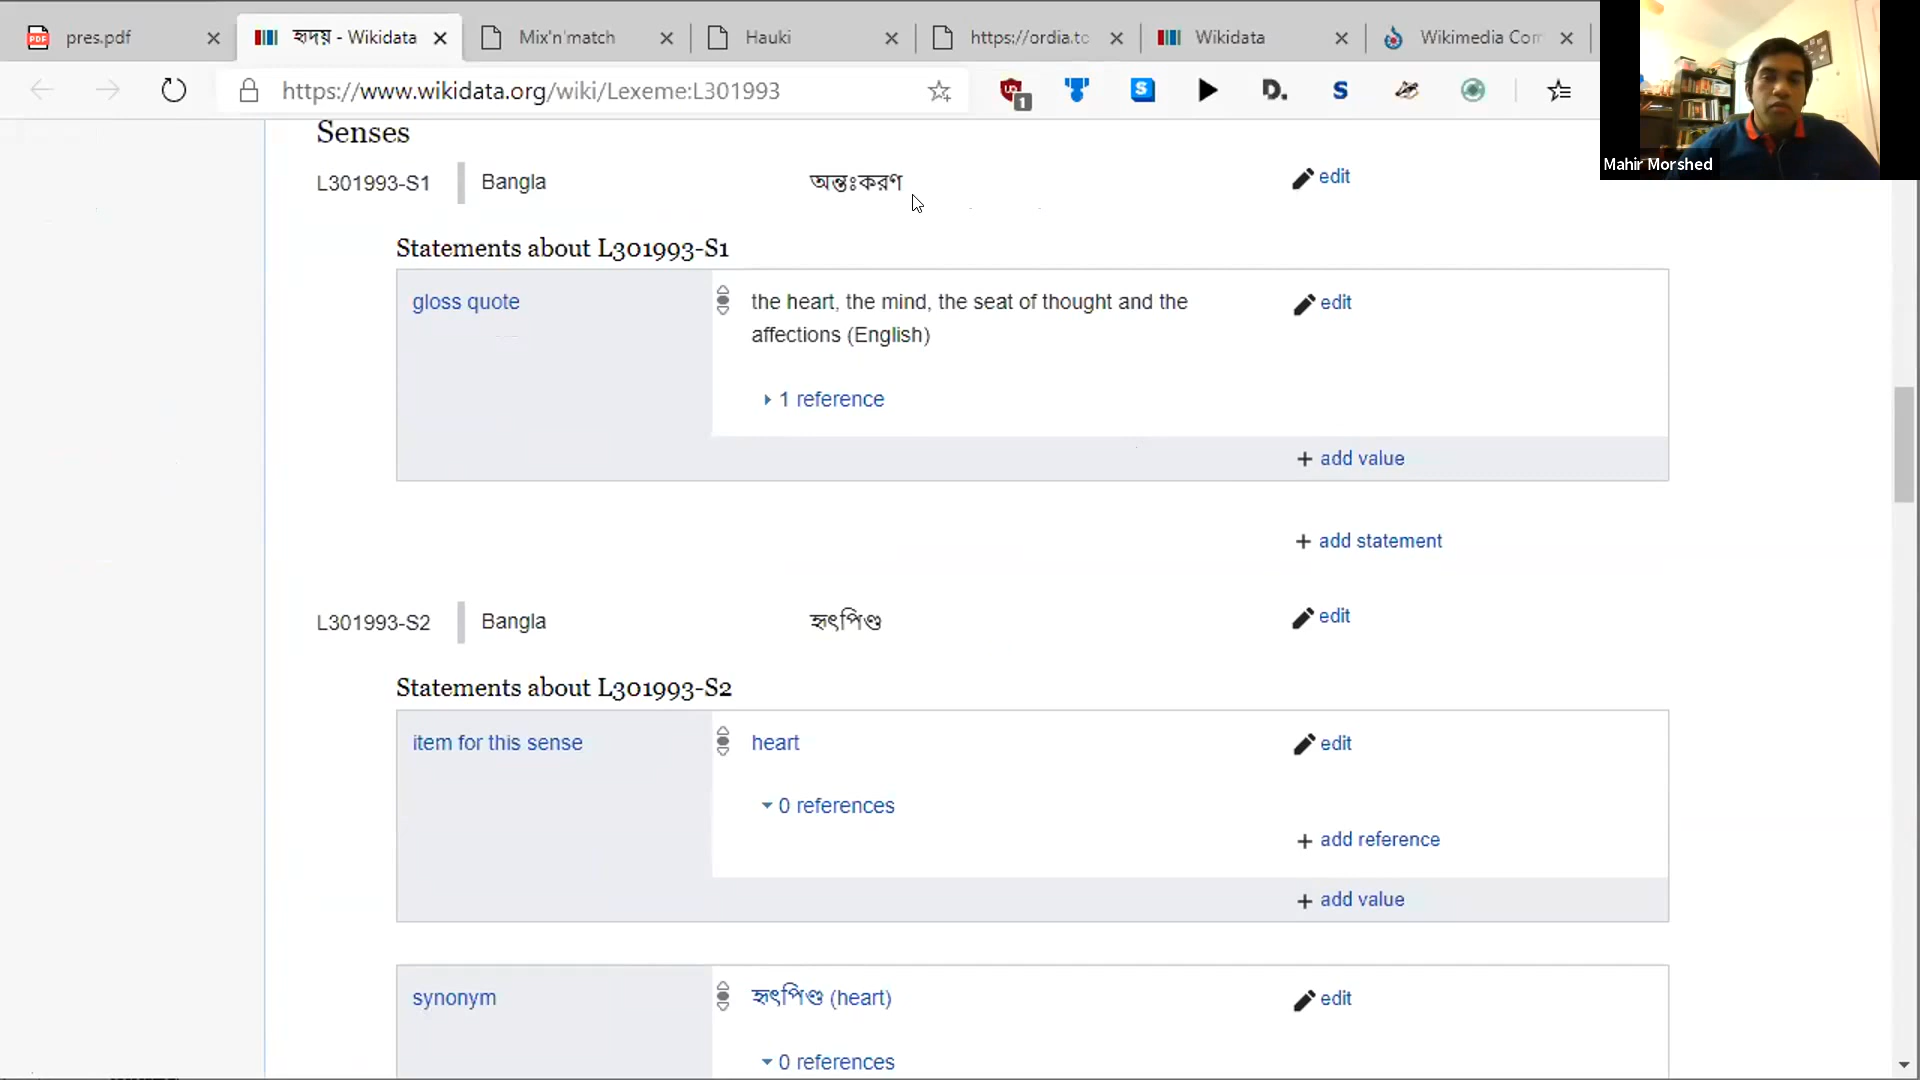 pres.pdf
হৃদয় - Wikidata
Mix'n'match
Hauki
https://ordia.tc
Wikidata
Wikimedia Com
https://www.wikidata.org/wiki/Lexeme:L301993
1
S
D.
S
Mahir Morshed
Senses
L301993-S1 Bangla অন্তঃকরণ edit
Statements about L301993-S1
gloss quote
the heart, the mind, the seat of thought and the
affections (English)
edit
1 reference
+ add value
+ add statement
L301993-S2 Bangla হৃৎপিণ্ড edit
Statements about L301993-S2
item for this sense heart edit
0 references
+ add reference
+ add value
synonym হৃৎপিণ্ড (heart) edit
0 references